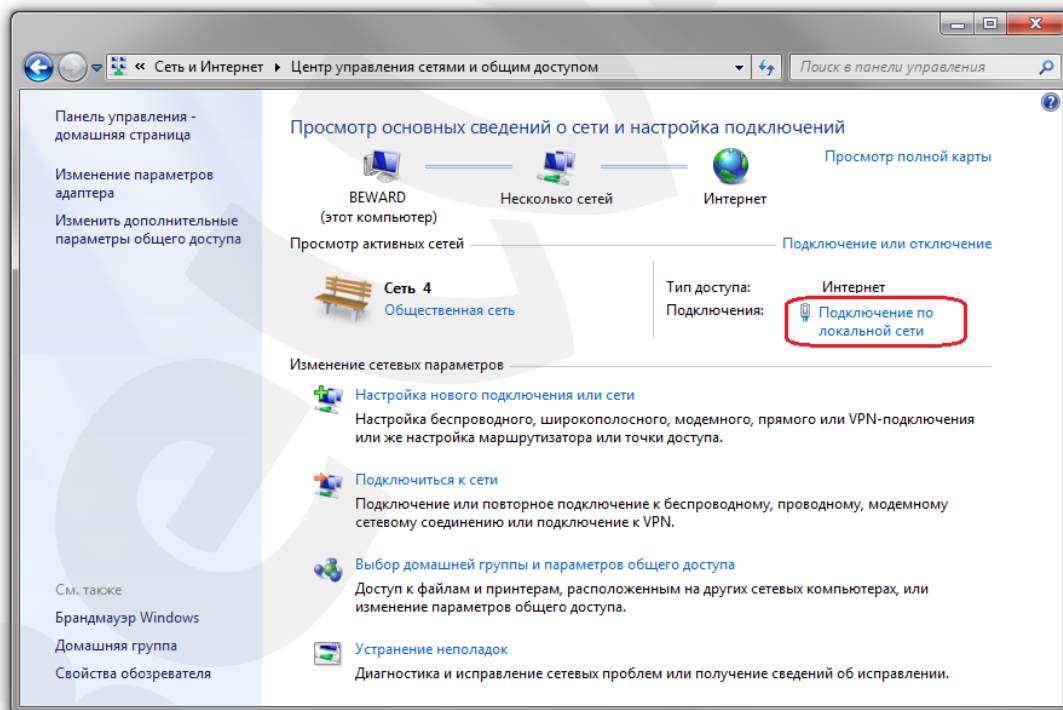 « Сеть и Интернет ▸ Центр управления сетями и общим доступом
Поиск в панели управления
Панель управления -
домашняя страница
Изменение параметров
адаптера
Изменить дополнительные
параметры общего доступа
Просмотр основных сведений о сети и настройка подключений
Просмотр полной карты
BEWARD
(этот компьютер)
Несколько сетей
Интернет
Просмотр активных сетей
Подключение или отключение
Сеть 4
Общественная сеть
Тип доступа: Интернет
Подключения: Подключение по
локальной сети
Изменение сетевых параметров
Настройка нового подключения или сети
Настройка беспроводного, широкополосного, модемного, прямого или VPN-подключения
или же настройка маршрутизатора или точки доступа.
Подключиться к сети
Подключение или повторное подключение к беспроводному, проводному, модемному
сетевому соединению или подключение к VPN.
Выбор домашней группы и параметров общего доступа
Доступ к файлам и принтерам, расположенным на других сетевых компьютерах, или
изменение параметров общего доступа.
Устранение неполадок
Диагностика и исправление сетевых проблем или получение сведений об исправлении.
См. также
Брандмауэр Windows
Домашняя группа
Свойства обозревателя